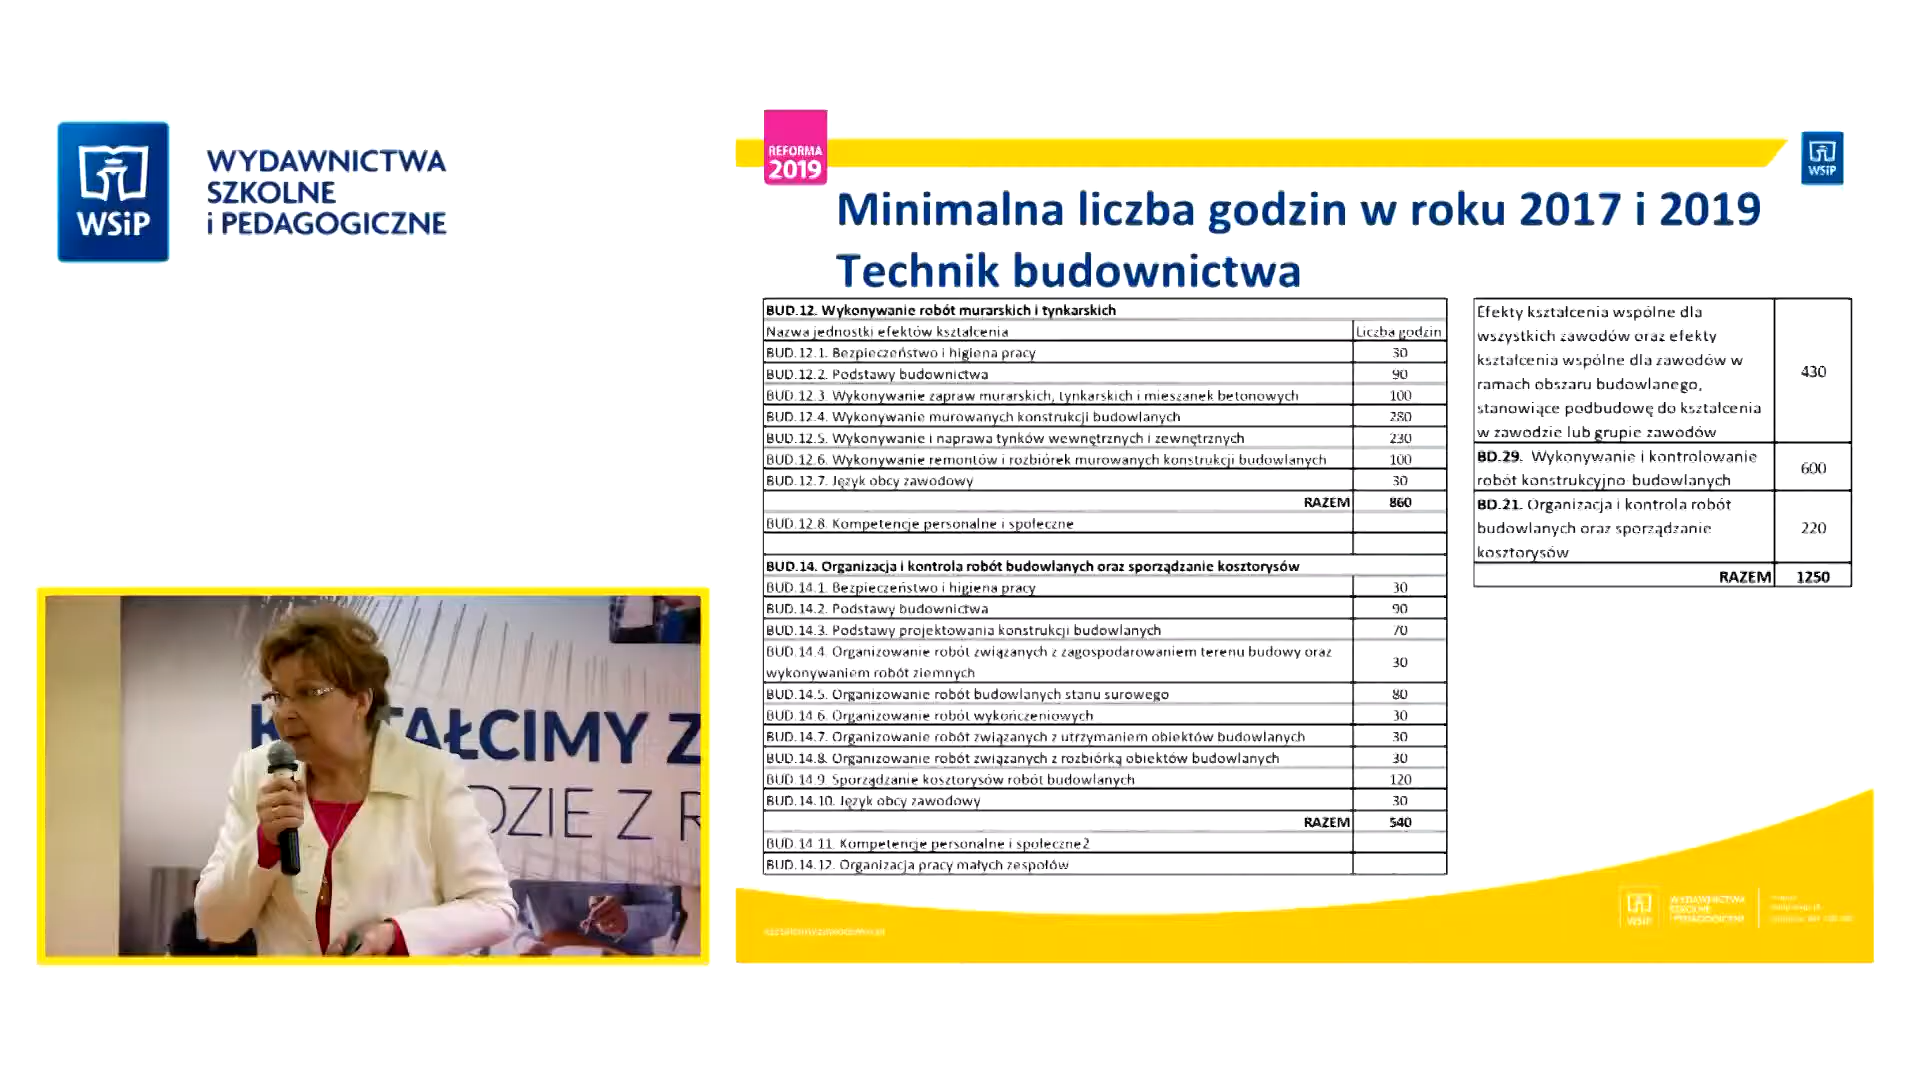 WSiP
WYDAWNICTWA
SZKOLNE
i PEDAGOGICZNE
REFORMA
2019
WSiP
Minimalna liczba godzin w roku 2017 i 2019
Technik budownictwa
BUD.12. Wykonywanie robót murarskich i tynkarskich
Nazwa jednostki efektów kształcenia Liczba godzin
BUD.12.1. Bezpieczeństwo i higiena pracy 30
BUD.12.2. Podstawy budownictwa 90
BUD.12.3. Wykonywanie zapraw murarskich, tynkarskich i mieszanek betonowych 100
BUD.12.4. Wykonywanie murowanych konstrukcji budowlanych 280
BUD.12.5. Wykonywanie i naprawa tynków wewnętrznych i zewnętrznych 230
BUD.12.6. Wykonywanie remontów i rozbiórek murowanych konstrukcji budowlanych 100
BUD.12.7. Język obcy zawodowy 30
RAZEM 860
BUD.12.8. Kompetencje personalne i społeczne
BUD.14. Organizacja i kontrola robót budowlanych oraz sporządzanie kosztorysów
BUD.14.1. Bezpieczeństwo i higiena pracy 30
BUD.14.2. Podstawy budownictwa 90
BUD.14.3. Podstawy projektowania konstrukcji budowlanych 70
BUD.14.4. Organizowanie robót związanych z zagospodarowaniem terenu budowy oraz
wykonywaniem robót ziemnych 30
BUD.14.5. Organizowanie robót budowlanych stanu surowego 80
BUD.14.6. Organizowanie robót wykończeniowych 30
BUD.14.7. Organizowanie robót związanych z utrzymaniem obiektów budowlanych 30
BUD.14.8. Organizowanie robót związanych z rozbiórką obiektów budowlanych 30
BUD.14.9. Sporządzanie kosztorysów robót budowlanych 120
BUD.14.10. Język obcy zawodowy 30
RAZEM 540
BUD.14.11. Kompetencje personalne i społeczne2
BUD.14.12. Organizacja pracy małych zespołów
Efekty kształcenia wspólne dla
wszystkich zawodów oraz efekty
kształcenia wspólne dla zawodów w
ramach obszaru budowlanego,
stanowiące podbudowę do kształcenia
w zawodzie lub grupie zawodów
430
BD.29. Wykonywanie i kontrolowanie
robót konstrukcyjno-budowlanych
600
BD.21. Organizacja i kontrola robót
budowlanych oraz sporządzanie
kosztorysów
220
RAZEM 1250
K TAŁCIMY Z
DZIE Z R
WSiP
WYDAWNICTWA
SZKOLNE
i PEDAGOGICZNE